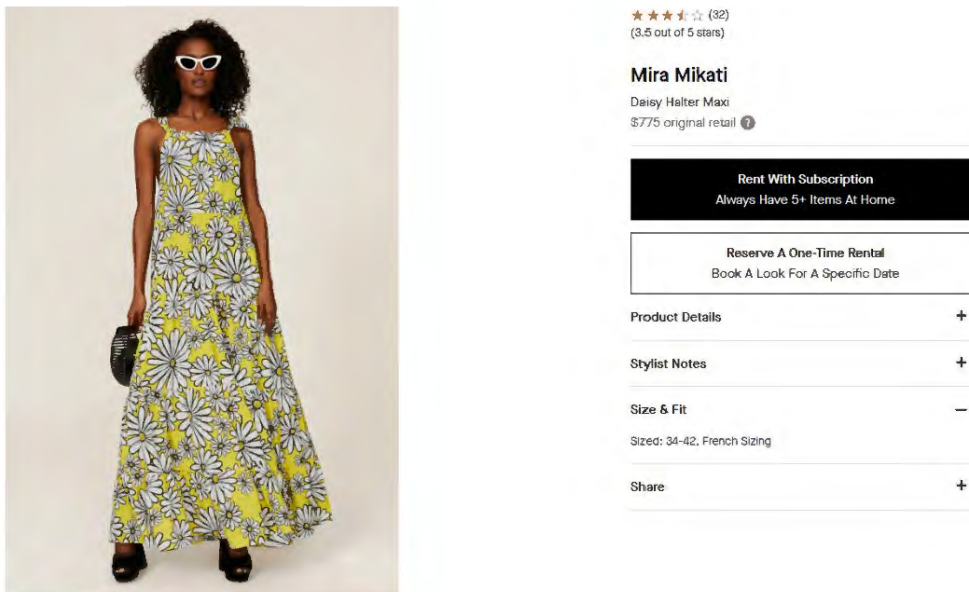 (32)
(3.5 out of 5 stars)
Mira Mikati
Daisy Halter Maxi
$775 original retail ?
Rent With Subscription
Always Have 5+ Items At Home
Reserve A One-Time Rental
Book A Look For A Specific Date
Product Details +
Stylist Notes +
Size & Fit −
Sized: 34-42, French Sizing
Share +